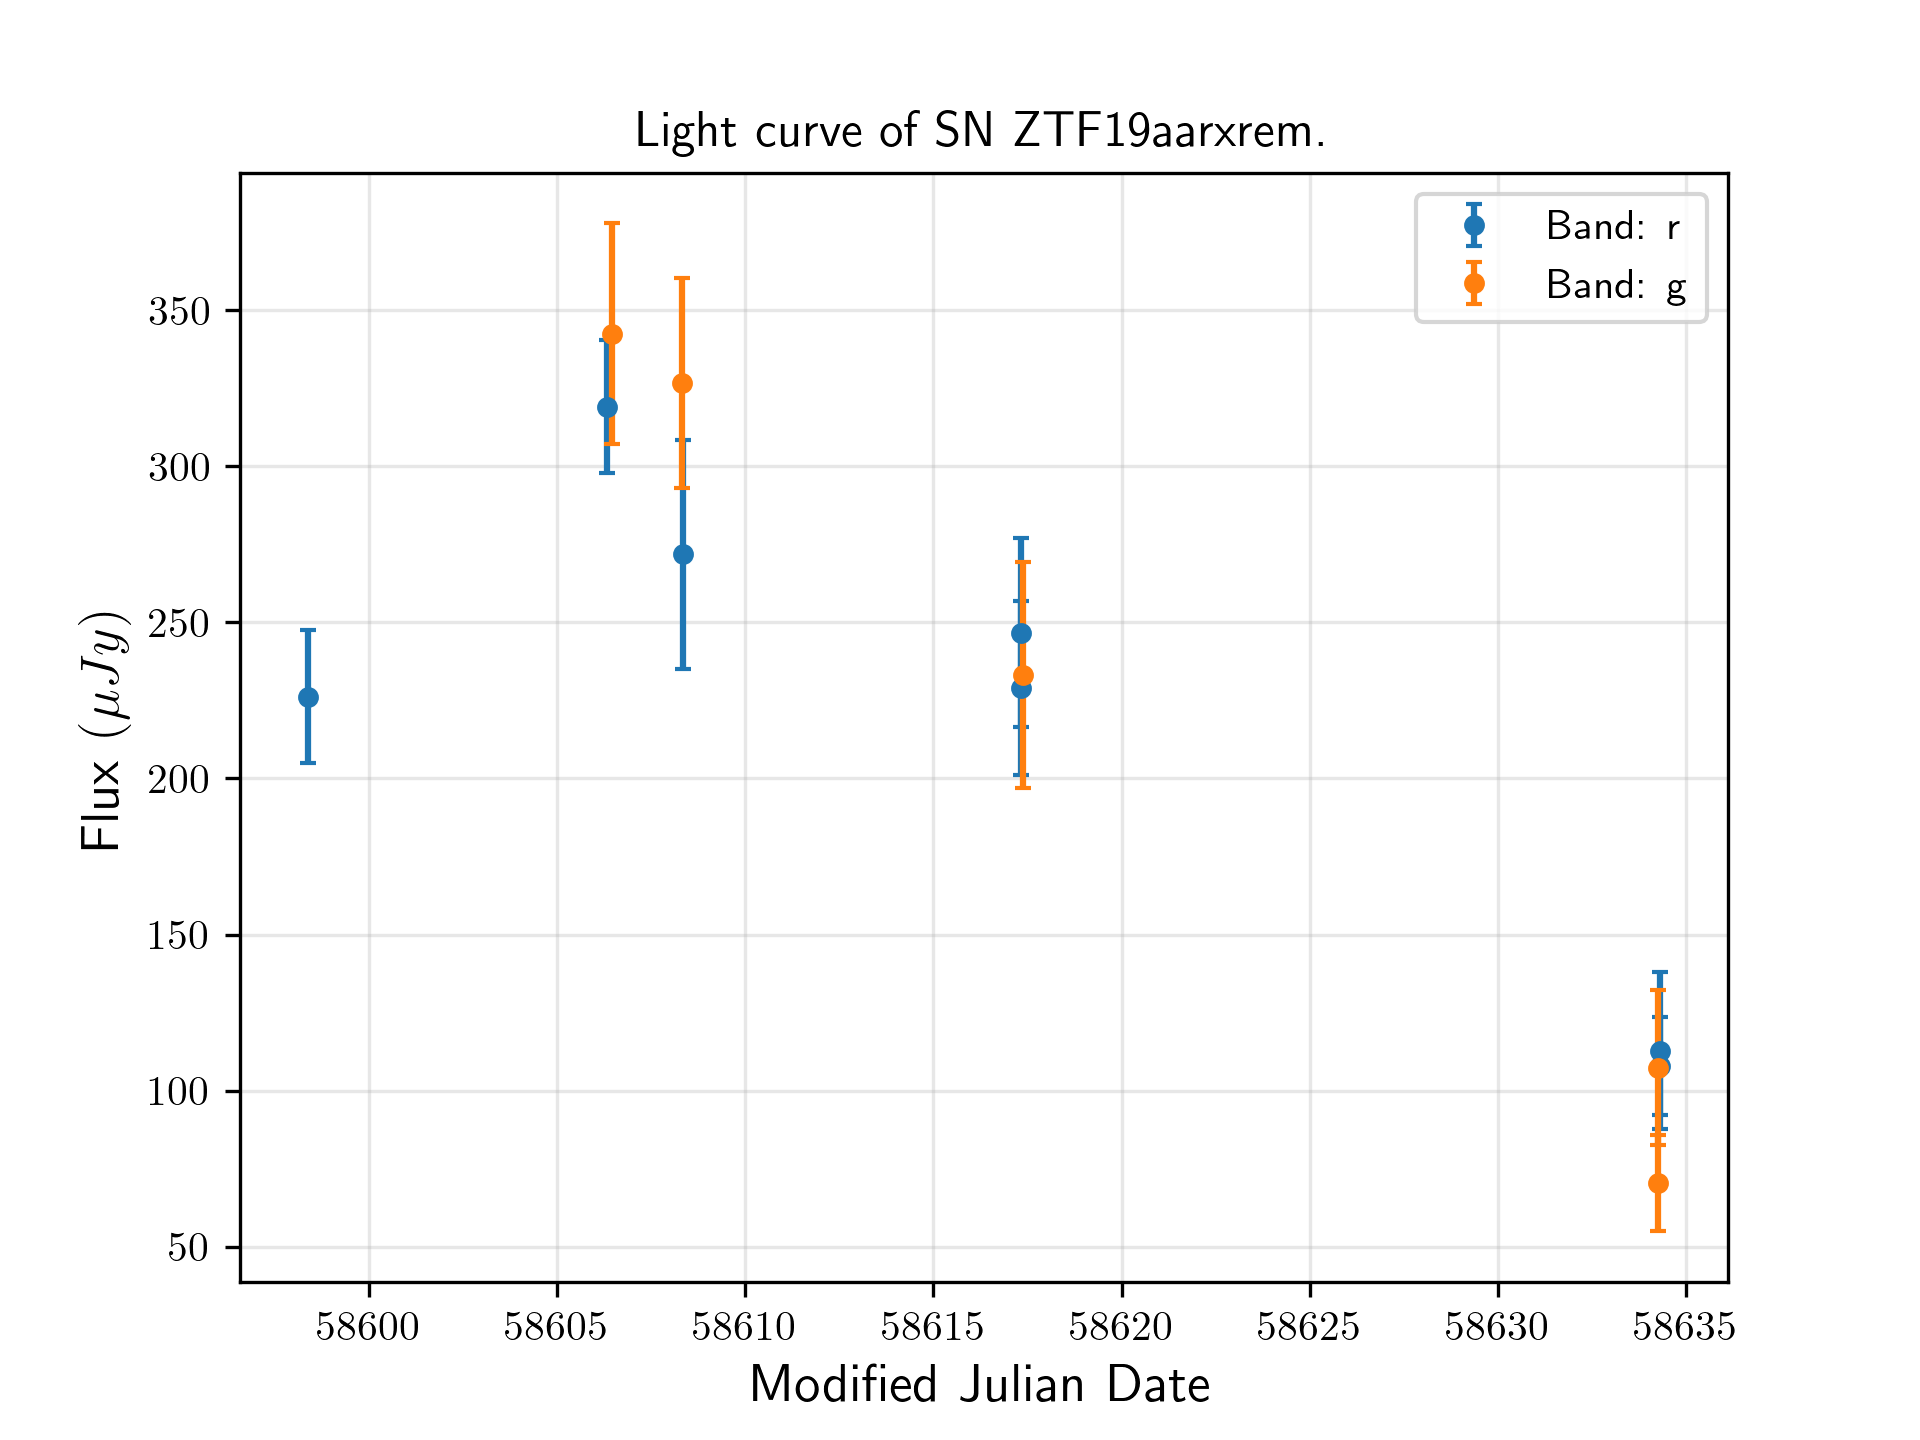 Light curve of SN ZTF19aarxrem.
Band: r
Band: g
Flux (μJy)
350
300
250
200
150
100
50
58600 58605 58610 58615 58620 58625 58630 58635
Modified Julian Date